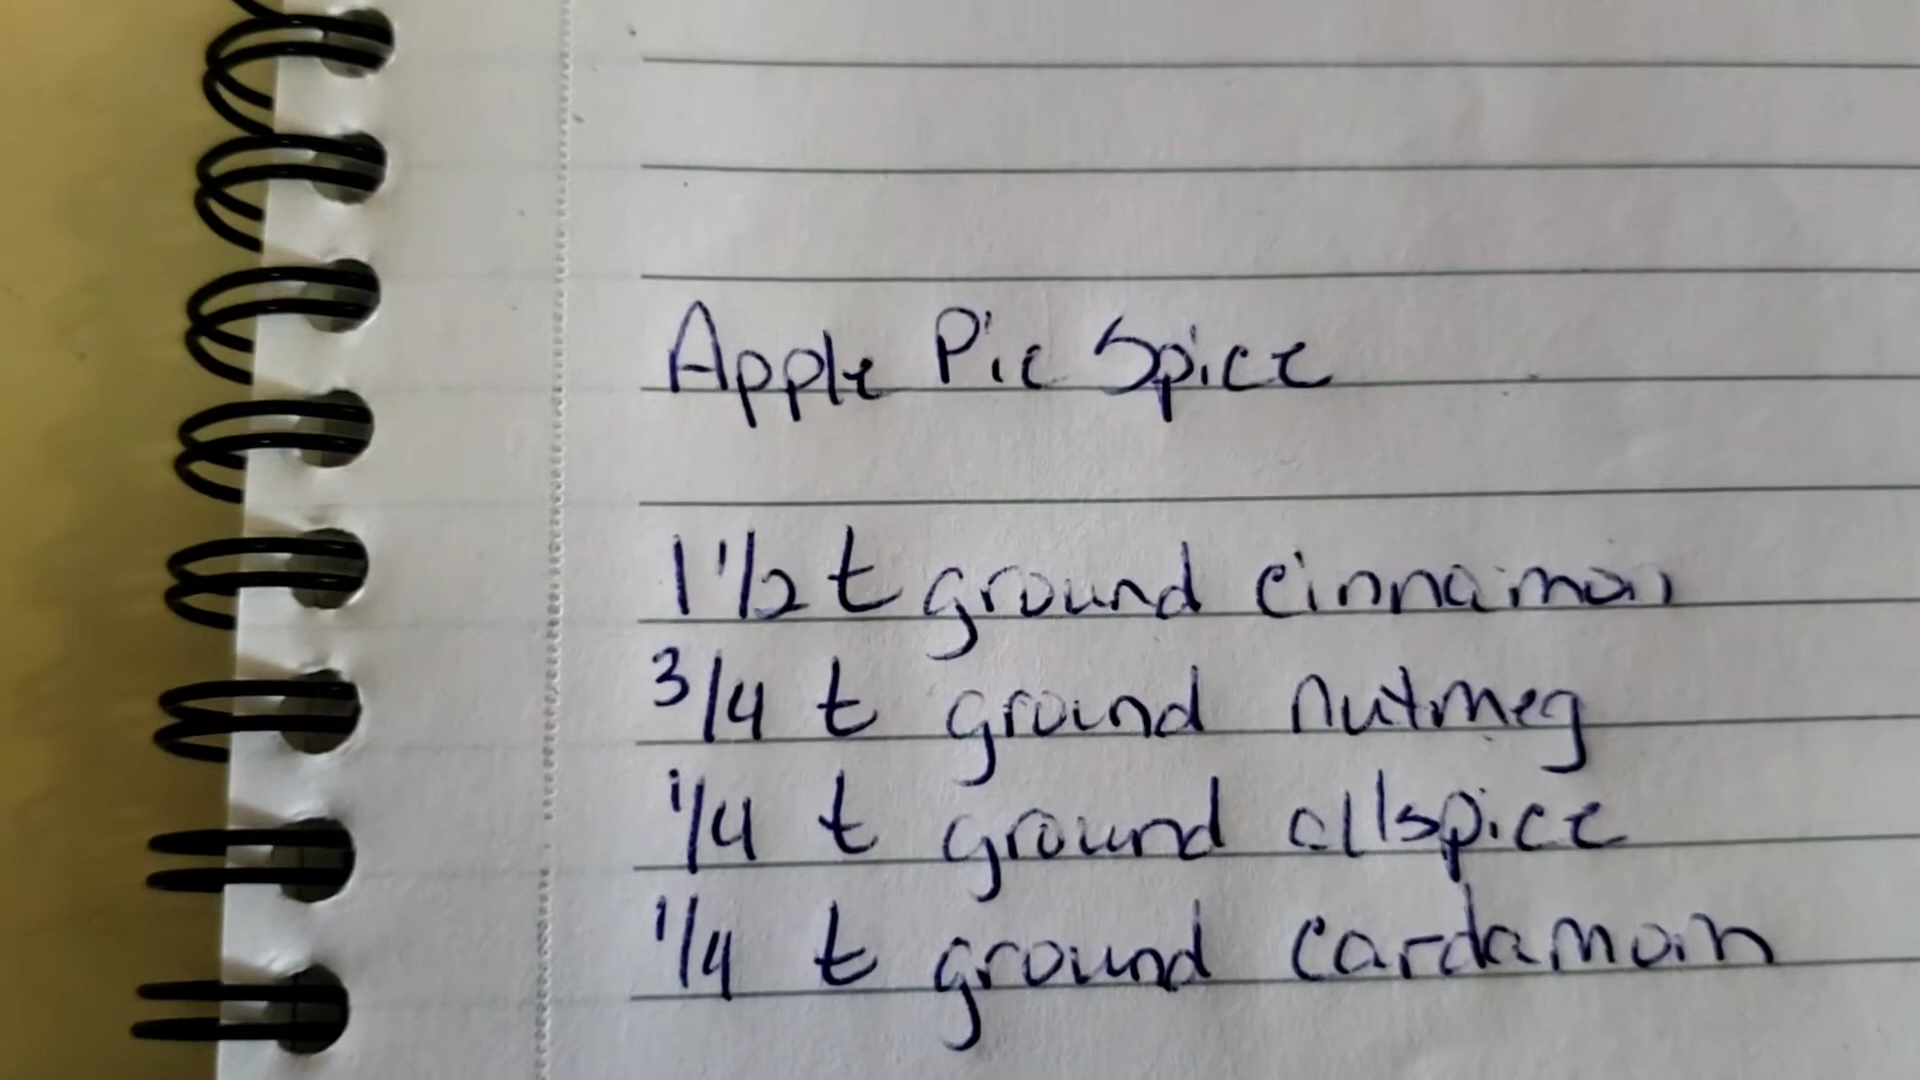 Apple Pie Spice
1 1/2 t ground cinnamon
3/4 t ground nutmeg
1/4 t ground allspice
1/4 t ground cardamom